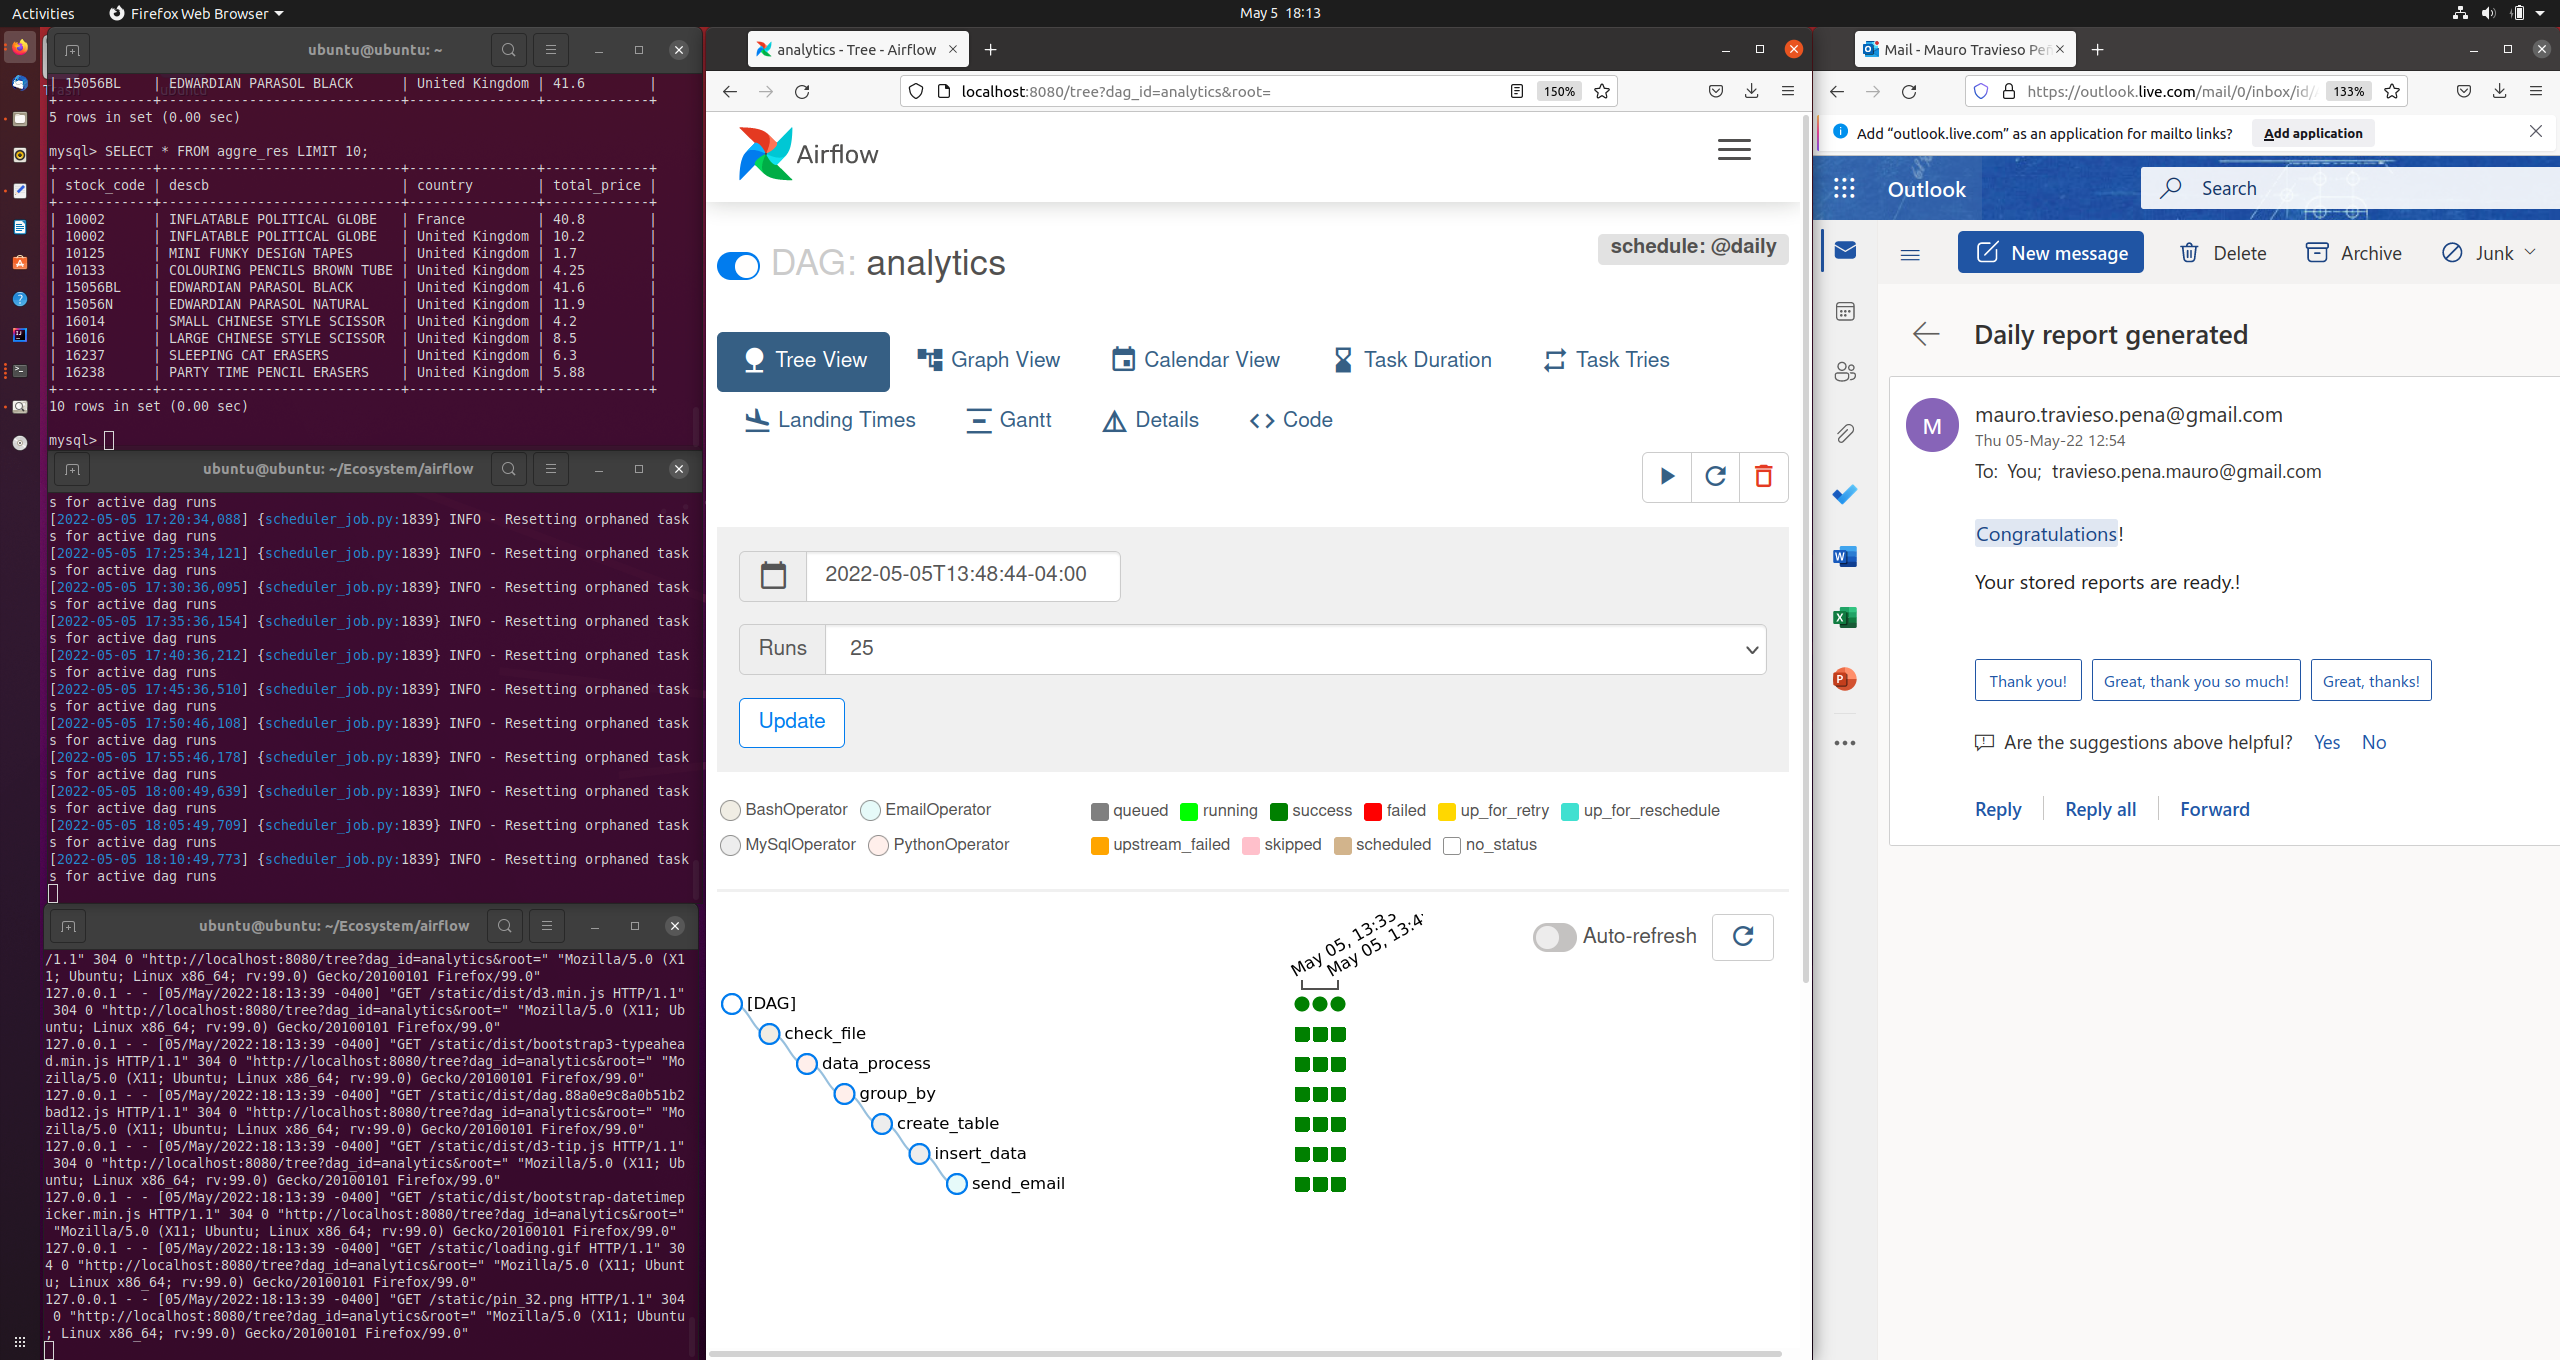 Activities
Firefox Web Browser
May 5  18:13
ubuntu@ubuntu: ~
| 15056BL    | EDWARDIAN PARASOL BLACK      | United Kingdom | 41.6        |
+------------+------------------------------+----------------+-------------+
5 rows in set (0.00 sec)
mysql> SELECT * FROM aggre_res LIMIT 10;
+------------+------------------------------+----------------+-------------+
| stock_code | descb                        | country        | total_price |
+------------+------------------------------+----------------+-------------+
| 10002      | INFLATABLE POLITICAL GLOBE   | France         | 40.8        |
| 10002      | INFLATABLE POLITICAL GLOBE   | United Kingdom | 10.2        |
| 10125      | MINI FUNKY DESIGN TAPES      | United Kingdom | 1.7         |
| 10133      | COLOURING PENCILS BROWN TUBE | United Kingdom | 4.25        |
| 15056BL    | EDWARDIAN PARASOL BLACK      | United Kingdom | 41.6        |
| 15056N     | EDWARDIAN PARASOL NATURAL    | United Kingdom | 11.9        |
| 16014      | SMALL CHINESE STYLE SCISSOR  | United Kingdom | 4.2         |
| 16016      | LARGE CHINESE STYLE SCISSOR  | United Kingdom | 8.5         |
| 16237      | SLEEPING CAT ERASERS         | United Kingdom | 6.3         |
| 16238      | PARTY TIME PENCIL ERASERS    | United Kingdom | 5.88        |
+------------+------------------------------+----------------+-------------+
10 rows in set (0.00 sec)
mysql>
ubuntu@ubuntu: ~/Ecosystem/airflow
s for active dag runs
[2022-05-05 17:20:34,088] {scheduler_job.py:1839} INFO - Resetting orphaned task
s for active dag runs
[2022-05-05 17:25:34,121] {scheduler_job.py:1839} INFO - Resetting orphaned task
s for active dag runs
[2022-05-05 17:30:36,095] {scheduler_job.py:1839} INFO - Resetting orphaned task
s for active dag runs
[2022-05-05 17:35:36,154] {scheduler_job.py:1839} INFO - Resetting orphaned task
s for active dag runs
[2022-05-05 17:40:36,212] {scheduler_job.py:1839} INFO - Resetting orphaned task
s for active dag runs
[2022-05-05 17:45:36,510] {scheduler_job.py:1839} INFO - Resetting orphaned task
s for active dag runs
[2022-05-05 17:50:46,108] {scheduler_job.py:1839} INFO - Resetting orphaned task
s for active dag runs
[2022-05-05 17:55:46,178] {scheduler_job.py:1839} INFO - Resetting orphaned task
s for active dag runs
[2022-05-05 18:00:49,639] {scheduler_job.py:1839} INFO - Resetting orphaned task
s for active dag runs
[2022-05-05 18:05:49,709] {scheduler_job.py:1839} INFO - Resetting orphaned task
s for active dag runs
[2022-05-05 18:10:49,773] {scheduler_job.py:1839} INFO - Resetting orphaned task
s for active dag runs
ubuntu@ubuntu: ~/Ecosystem/airflow
/1.1" 304 0 "http://localhost:8080/tree?dag_id=analytics&root=" "Mozilla/5.0 (X1
1; Ubuntu; Linux x86_64; rv:99.0) Gecko/20100101 Firefox/99.0"
127.0.0.1 - - [05/May/2022:18:13:39 -0400] "GET /static/dist/d3.min.js HTTP/1.1"
 304 0 "http://localhost:8080/tree?dag_id=analytics&root=" "Mozilla/5.0 (X11; Ub
untu; Linux x86_64; rv:99.0) Gecko/20100101 Firefox/99.0"
127.0.0.1 - - [05/May/2022:18:13:39 -0400] "GET /static/dist/bootstrap3-typeahea
d.min.js HTTP/1.1" 304 0 "http://localhost:8080/tree?dag_id=analytics&root=" "Mo
zilla/5.0 (X11; Ubuntu; Linux x86_64; rv:99.0) Gecko/20100101 Firefox/99.0"
127.0.0.1 - - [05/May/2022:18:13:39 -0400] "GET /static/dist/dag.88a0e9c8a0b51b2
bad12.js HTTP/1.1" 304 0 "http://localhost:8080/tree?dag_id=analytics&root=" "Mo
zilla/5.0 (X11; Ubuntu; Linux x86_64; rv:99.0) Gecko/20100101 Firefox/99.0"
127.0.0.1 - - [05/May/2022:18:13:39 -0400] "GET /static/dist/d3-tip.js HTTP/1.1"
 304 0 "http://localhost:8080/tree?dag_id=analytics&root=" "Mozilla/5.0 (X11; Ub
untu; Linux x86_64; rv:99.0) Gecko/20100101 Firefox/99.0"
127.0.0.1 - - [05/May/2022:18:13:39 -0400] "GET /static/dist/bootstrap-datetimep
icker.min.js HTTP/1.1" 304 0 "http://localhost:8080/tree?dag_id=analytics&root="
 "Mozilla/5.0 (X11; Ubuntu; Linux x86_64; rv:99.0) Gecko/20100101 Firefox/99.0"
127.0.0.1 - - [05/May/2022:18:13:39 -0400] "GET /static/loading.gif HTTP/1.1" 30
4 0 "http://localhost:8080/tree?dag_id=analytics&root=" "Mozilla/5.0 (X11; Ubunt
u; Linux x86_64; rv:99.0) Gecko/20100101 Firefox/99.0"
127.0.0.1 - - [05/May/2022:18:13:39 -0400] "GET /static/pin_32.png HTTP/1.1" 304
 0 "http://localhost:8080/tree?dag_id=analytics&root=" "Mozilla/5.0 (X11; Ubuntu
; Linux x86_64; rv:99.0) Gecko/20100101 Firefox/99.0"
analytics - Tree - Airflow
localhost:8080/tree?dag_id=analytics&root=
150%
Airflow
schedule: @daily
DAG: analytics
Tree View
Graph View
Calendar View
Task Duration
Task Tries
Landing Times
Gantt
Details
Code
2022-05-05T13:48:44-04:00
Runs
25
Update
BashOperator
EmailOperator
queued
running
success
failed
up_for_retry
up_for_reschedule
MySqlOperator
PythonOperator
upstream_failed
skipped
scheduled
no_status
May 05, 13:33
May 05, 13:4
Auto-refresh
[DAG]
check_file
data_process
group_by
create_table
insert_data
send_email
Mail - Mauro Travieso Peñ
https://outlook.live.com/mail/0/inbox/id/
133%
Add "outlook.live.com" as an application for mailto links?
Add application
Outlook
Search
New message
Delete
Archive
Junk
Daily report generated
M
mauro.travieso.pena@gmail.com
Thu 05-May-22 12:54
To: You; travieso.pena.mauro@gmail.com
Congratulations!
Your stored reports are ready.!
Thank you!
Great, thank you so much!
Great, thanks!
Are the suggestions above helpful?
Yes
No
Reply
Reply all
Forward